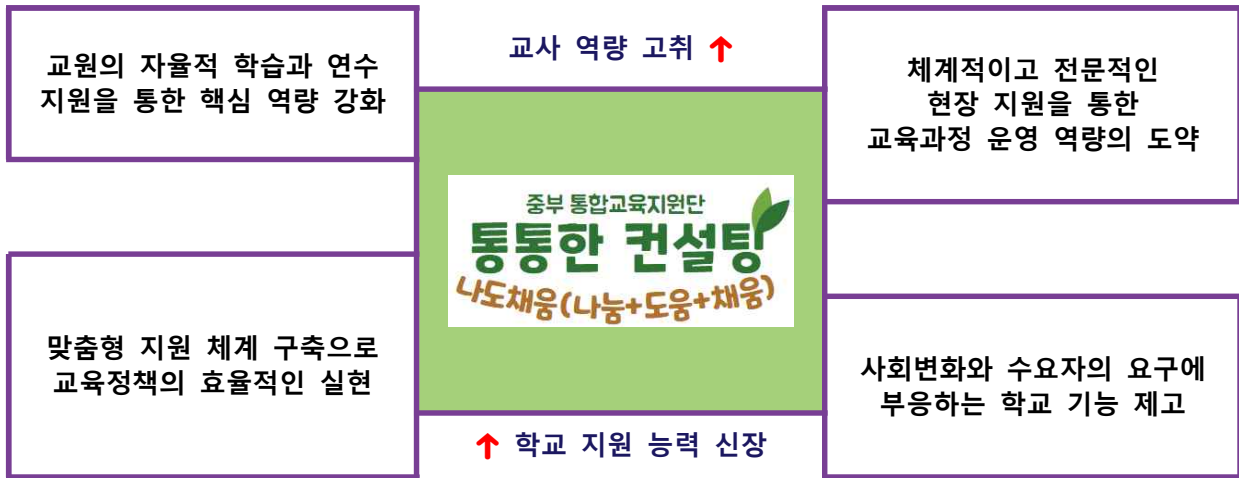 교원의 자율적 학습과 연수
지원을 통한 핵심 역량 강화
교사 역량 고취 ↑
체계적이고 전문적인
현장 지원을 통한
교육과정 운영 역량의 도약
중부 통합교육지원단
통통한 컨설팅
나도채움(나눔+도움+채움)
맞춤형 지원 체계 구축으로
교육정책의 효율적인 실현
↑ 학교 지원 능력 신장
사회변화와 수요자의 요구에
부응하는 학교 기능 제고